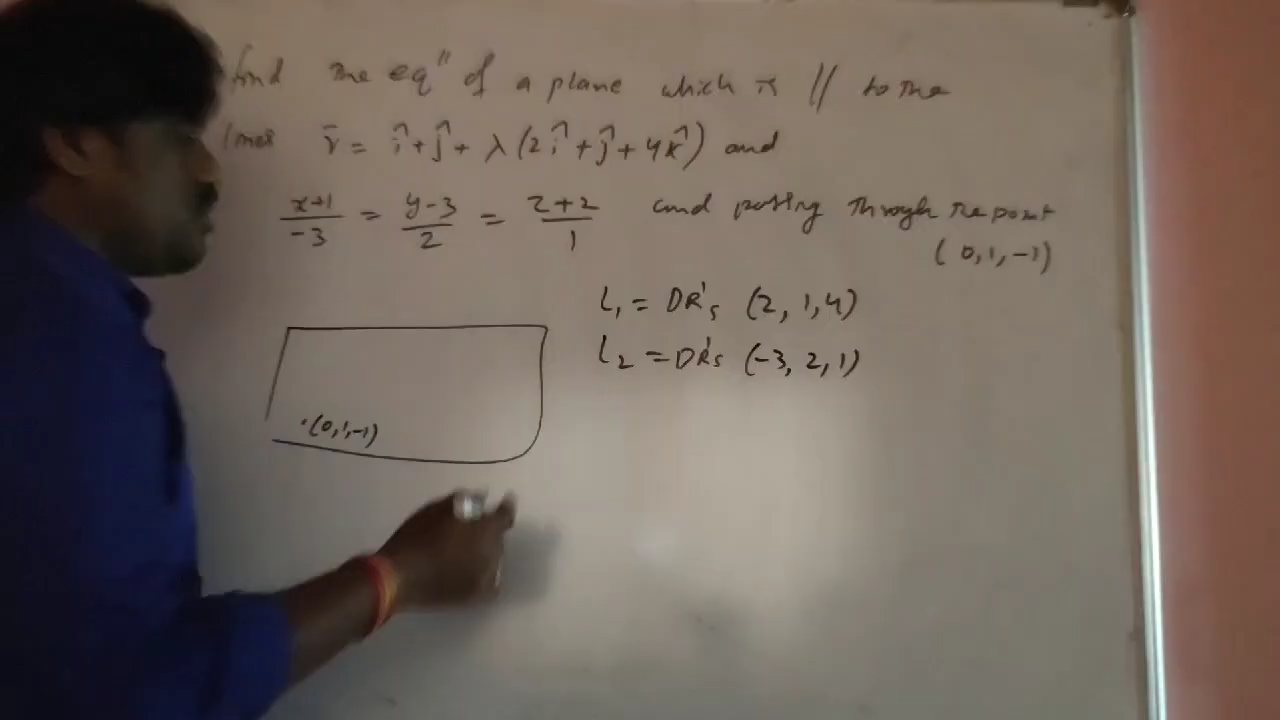 find the eqn of a plane which is // to the
lines r̄ = î + ĵ + λ (2î + ĵ + 4k̂) and
x+1/-3 = y-3/2 = z+2/1 and passing through the point
(0, 1, -1)
L₁ = DR's (2, 1, 4)
L₂ = DR's (-3, 2, 1)
(0, 1, -1)